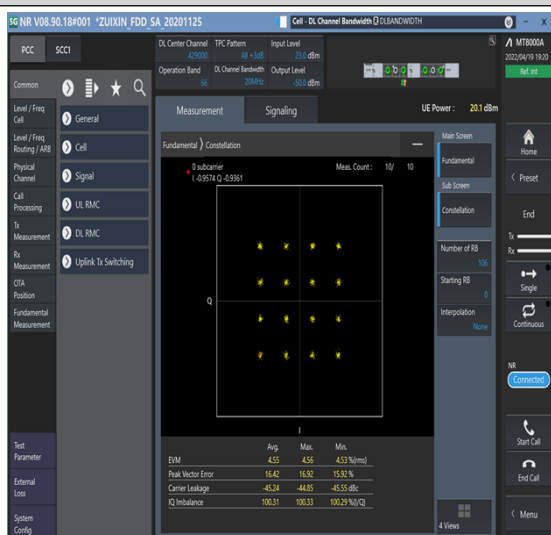 5G NR V08.90.18#001 *ZUIXIN_FDD SA_20201125
Cell - DL Channel Bandwidth DLBANDWIDTH
PCC
SCC1
DL Center Channel
429000
TPC Pattern
All +3dB
Input Level
23.0 dBm
Operation Band
66
DL Channel Bandwidth
20MHz
Output Level
-50.0 dBm
MT8000A
2022/04/19 19:20
Ref. Int
Common
Level / Freq
Cell
Level / Freq
Routing / ARB
Physical
Channel
Call
Processing
Tx
Measurement
Rx
Measurement
OTA
Position
Fundamental
Measurement
Test
Parameter
External
Loss
System
Config
General
Cell
Signal
UL RMC
DL RMC
Uplink Tx Switching
Measurement
Signaling
UE Power : 20.1 dBm
Fundamental ⟩ Constellation
0 subcarrier
I -0.9574 Q -0.9361
Meas. Count : 10/ 10
Q
I
Avg. Max. Min.
EVM 4.55 4.56 4.53 %(rms)
Peak Vector Error 16.42 16.92 15.92 %
Carrier Leakage -45.24 -44.85 -45.55 dBc
IQ Imbalance 100.31 100.33 100.29 %(I/Q)
Main Screen
Fundamental
Sub Screen
Constellation
Number of RB
106
Starting RB
0
Interpolation
None
4 Views
Home
Preset
End
Tx
Rx
Single
Continuous
NR
Connected
Start Call
End Call
Menu